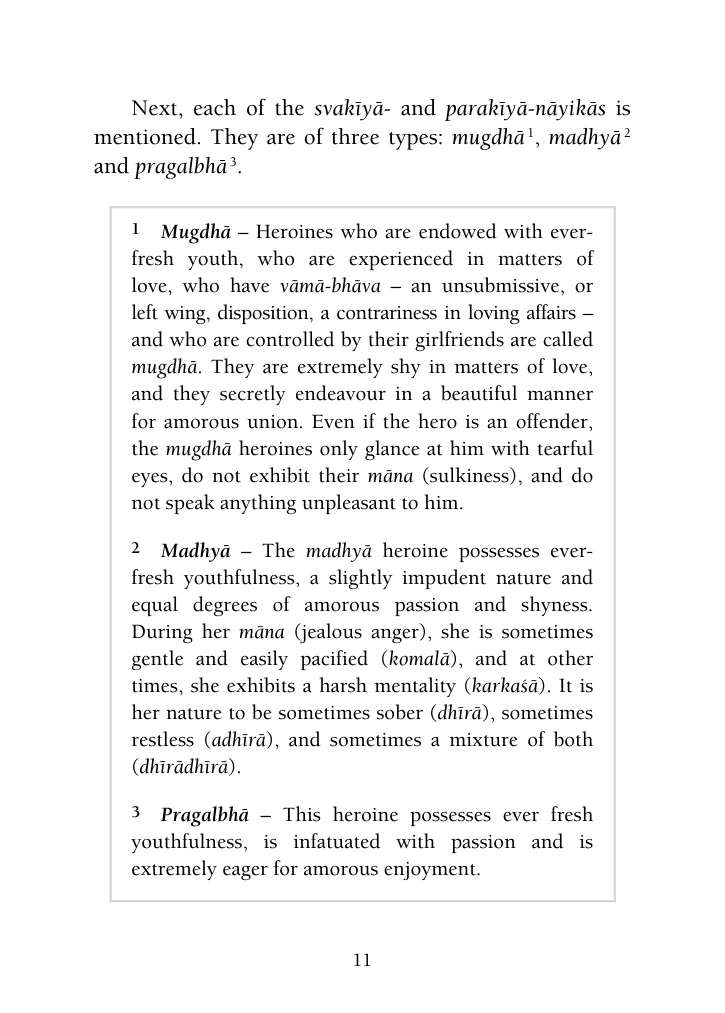 Next, each of the svakīyā- and parakīyā-nāyikās is
mentioned. They are of three types: mugdhā 1, madhyā 2
and pragalbhā 3.
1 Mugdhā – Heroines who are endowed with ever-
fresh youth, who are experienced in matters of
love, who have vāmā-bhāva – an unsubmissive, or
left wing, disposition, a contrariness in loving affairs –
and who are controlled by their girlfriends are called
mugdhā. They are extremely shy in matters of love,
and they secretly endeavour in a beautiful manner
for amorous union. Even if the hero is an offender,
the mugdhā heroines only glance at him with tearful
eyes, do not exhibit their māna (sulkiness), and do
not speak anything unpleasant to him.
2 Madhyā – The madhyā heroine possesses ever-
fresh youthfulness, a slightly impudent nature and
equal degrees of amorous passion and shyness.
During her māna (jealous anger), she is sometimes
gentle and easily pacified (komalā), and at other
times, she exhibits a harsh mentality (karkaśā). It is
her nature to be sometimes sober (dhīrā), sometimes
restless (adhīrā), and sometimes a mixture of both
(dhīrādhīrā).
3 Pragalbhā – This heroine possesses ever fresh
youthfulness, is infatuated with passion and is
extremely eager for amorous enjoyment.
11